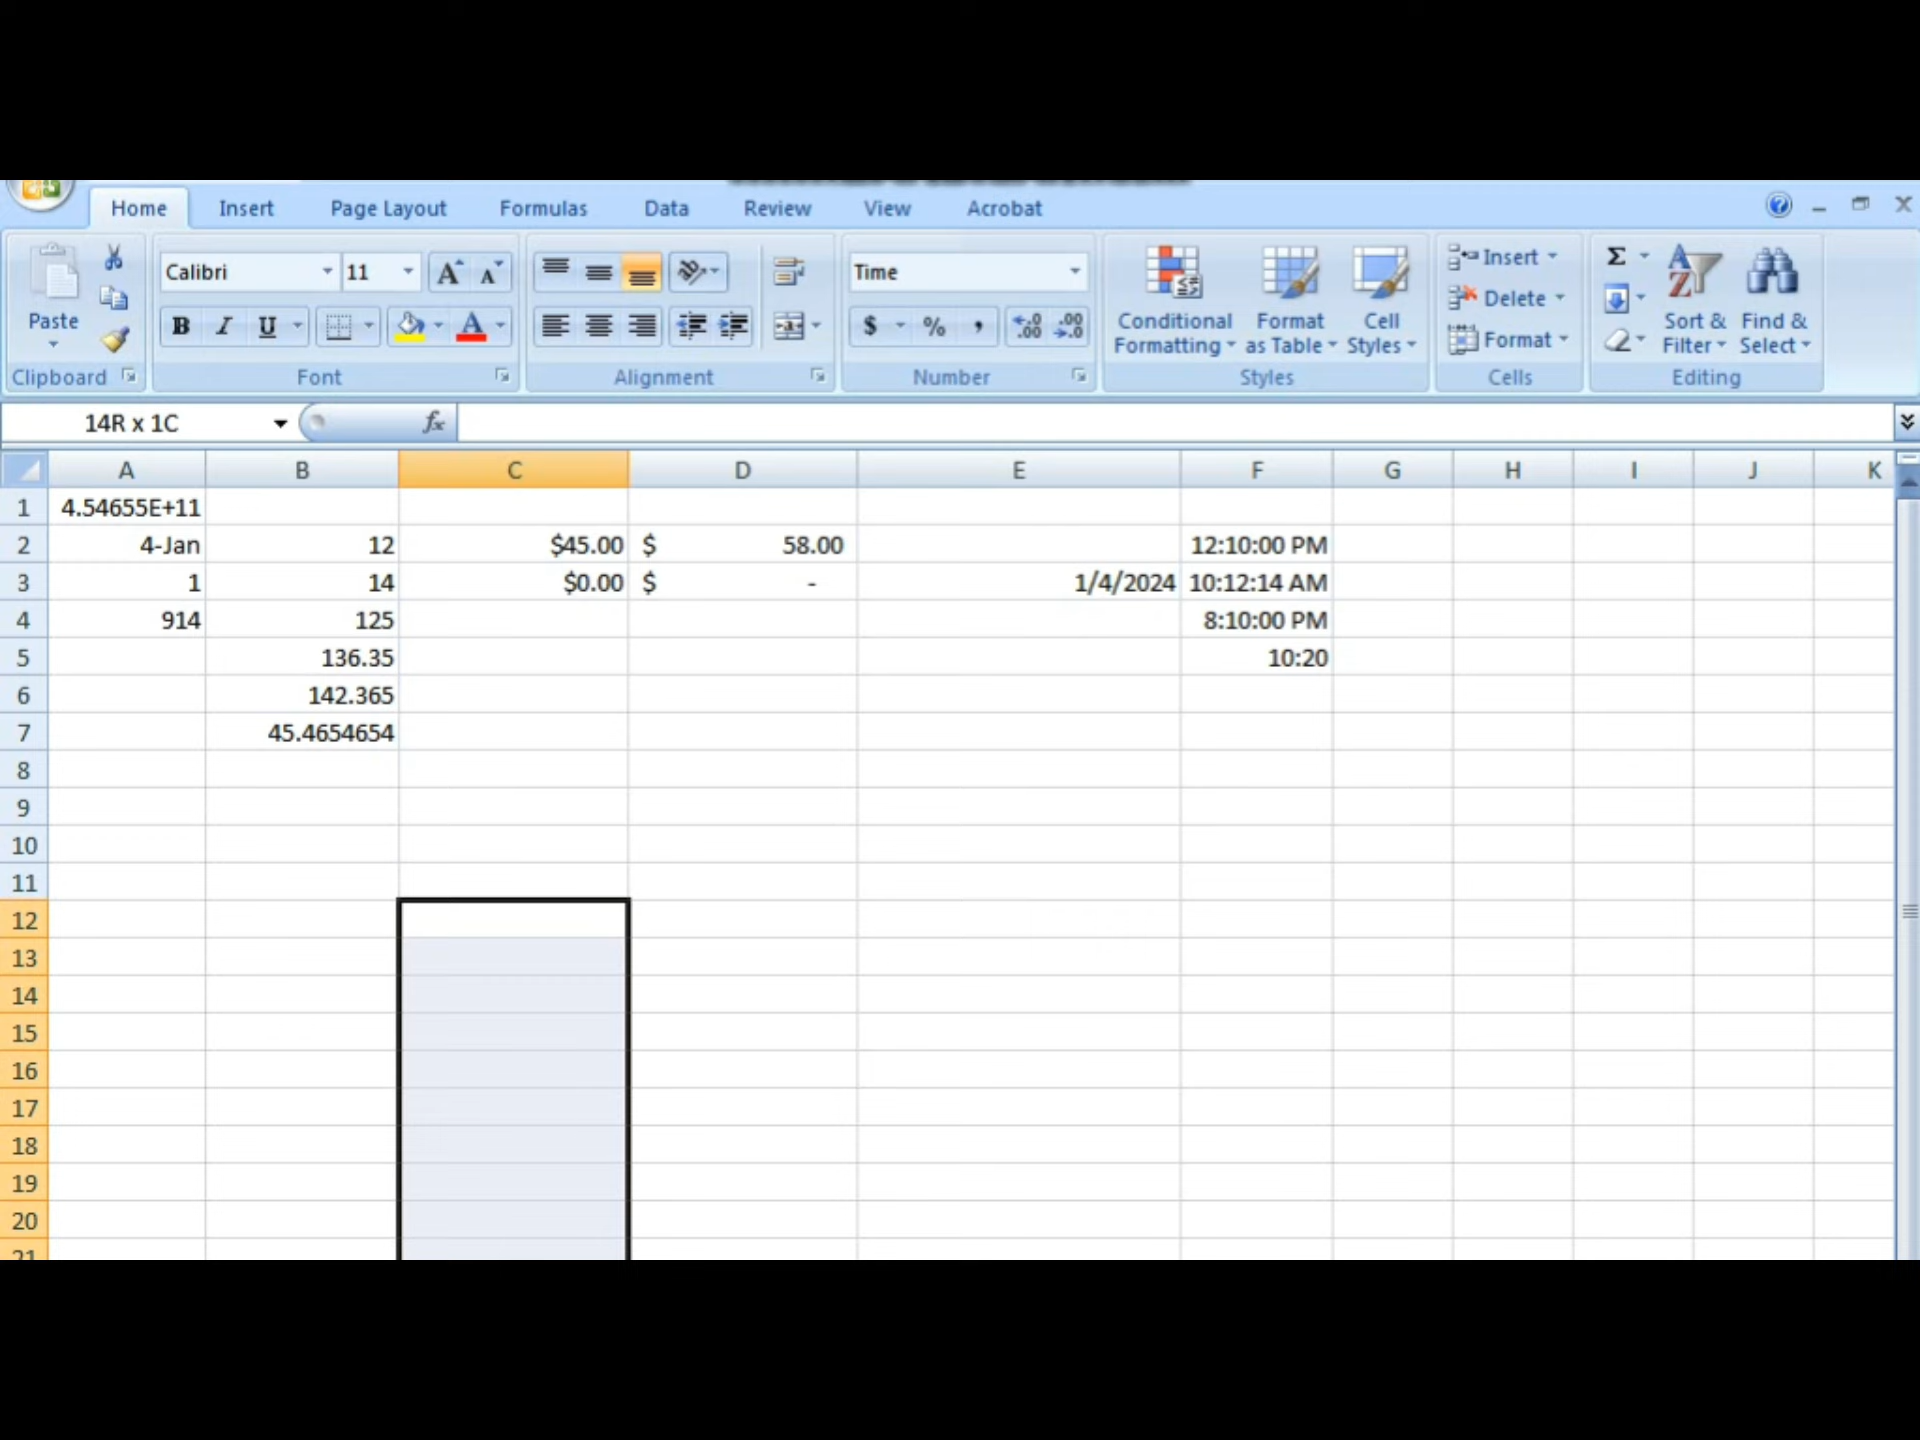 Home Insert Page Layout Formulas Data Review View Acrobat
Paste
Clipboard
Calibri 11 A A
B I U A
Font
Alignment
Time
$ % , .0 .00 .00 .0
Number
Conditional Formatting
Format as Table
Cell Styles
Styles
Insert
Delete
Format
Cells
Σ
Sort & Filter
Find & Select
Editing
14R x 1C fx
A B C D E F G H I J K
1 4.54655E+11
2 4-Jan 12 $45.00 $ 58.00 12:10:00 PM
3 1 14 $0.00 $ - 1/4/2024 10:12:14 AM
4 914 125 8:10:00 PM
5 136.35 10:20
6 142.365
7 45.4654654
8
9
10
11
12
13
14
15
16
17
18
19
20
21